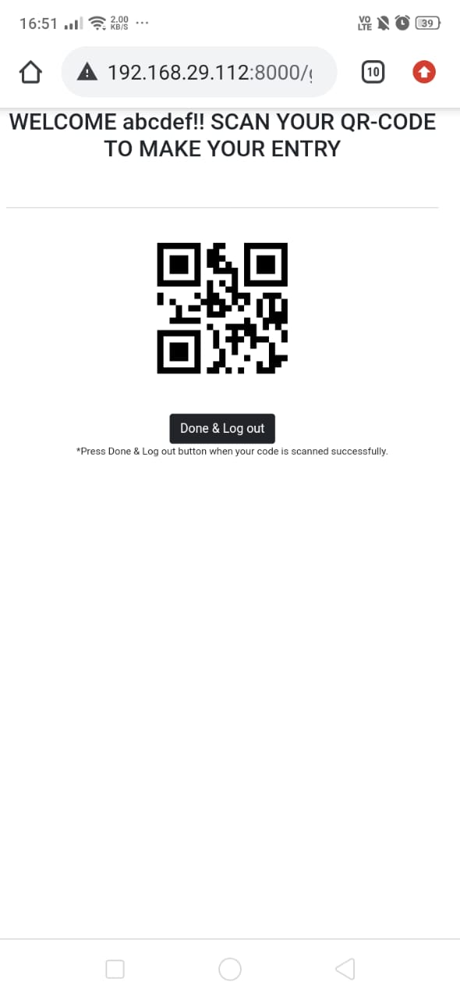 16:51 2.00 KB/S ... VO LTE 39
192.168.29.112:8000/ 10
WELCOME abcdef!! SCAN YOUR QR-CODE
TO MAKE YOUR ENTRY
Done & Log out
*Press Done & Log out button when your code is scanned successfully.